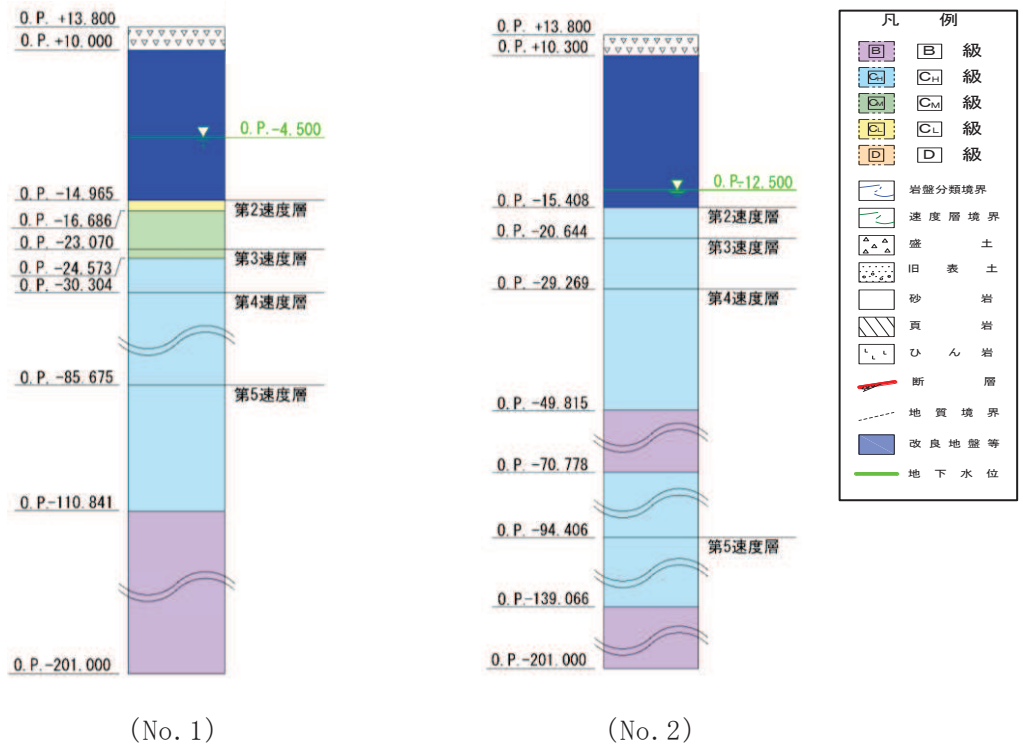 O.P. +13.800
O.P. +10.000
O.P.-4.500
O.P. -14.965
第2速度層
O.P. -16.686
O.P. -23.070
第3速度層
O.P. -24.573
O.P. -30.304
第4速度層
O.P. -85.675
第5速度層
O.P.-110.841
O.P.-201.000
(No.1)
O.P. +13.800
O.P. +10.300
O.P-12.500
O.P. -15.408
第2速度層
O.P. -20.644
第3速度層
O.P. -29.269
第4速度層
O.P. -49.815
O.P. -70.778
O.P. -94.406
第5速度層
O.P-139.066
O.P.-201.000
(No.2)
凡 例
B B 級
CH CH 級
CM CM 級
CL CL 級
D D 級
岩盤分類境界
速度層境界
盛 土
旧 表 土
砂 岩
頁 岩
ひ ん 岩
断 層
地 質 境 界
改良地盤等
地 下 水 位